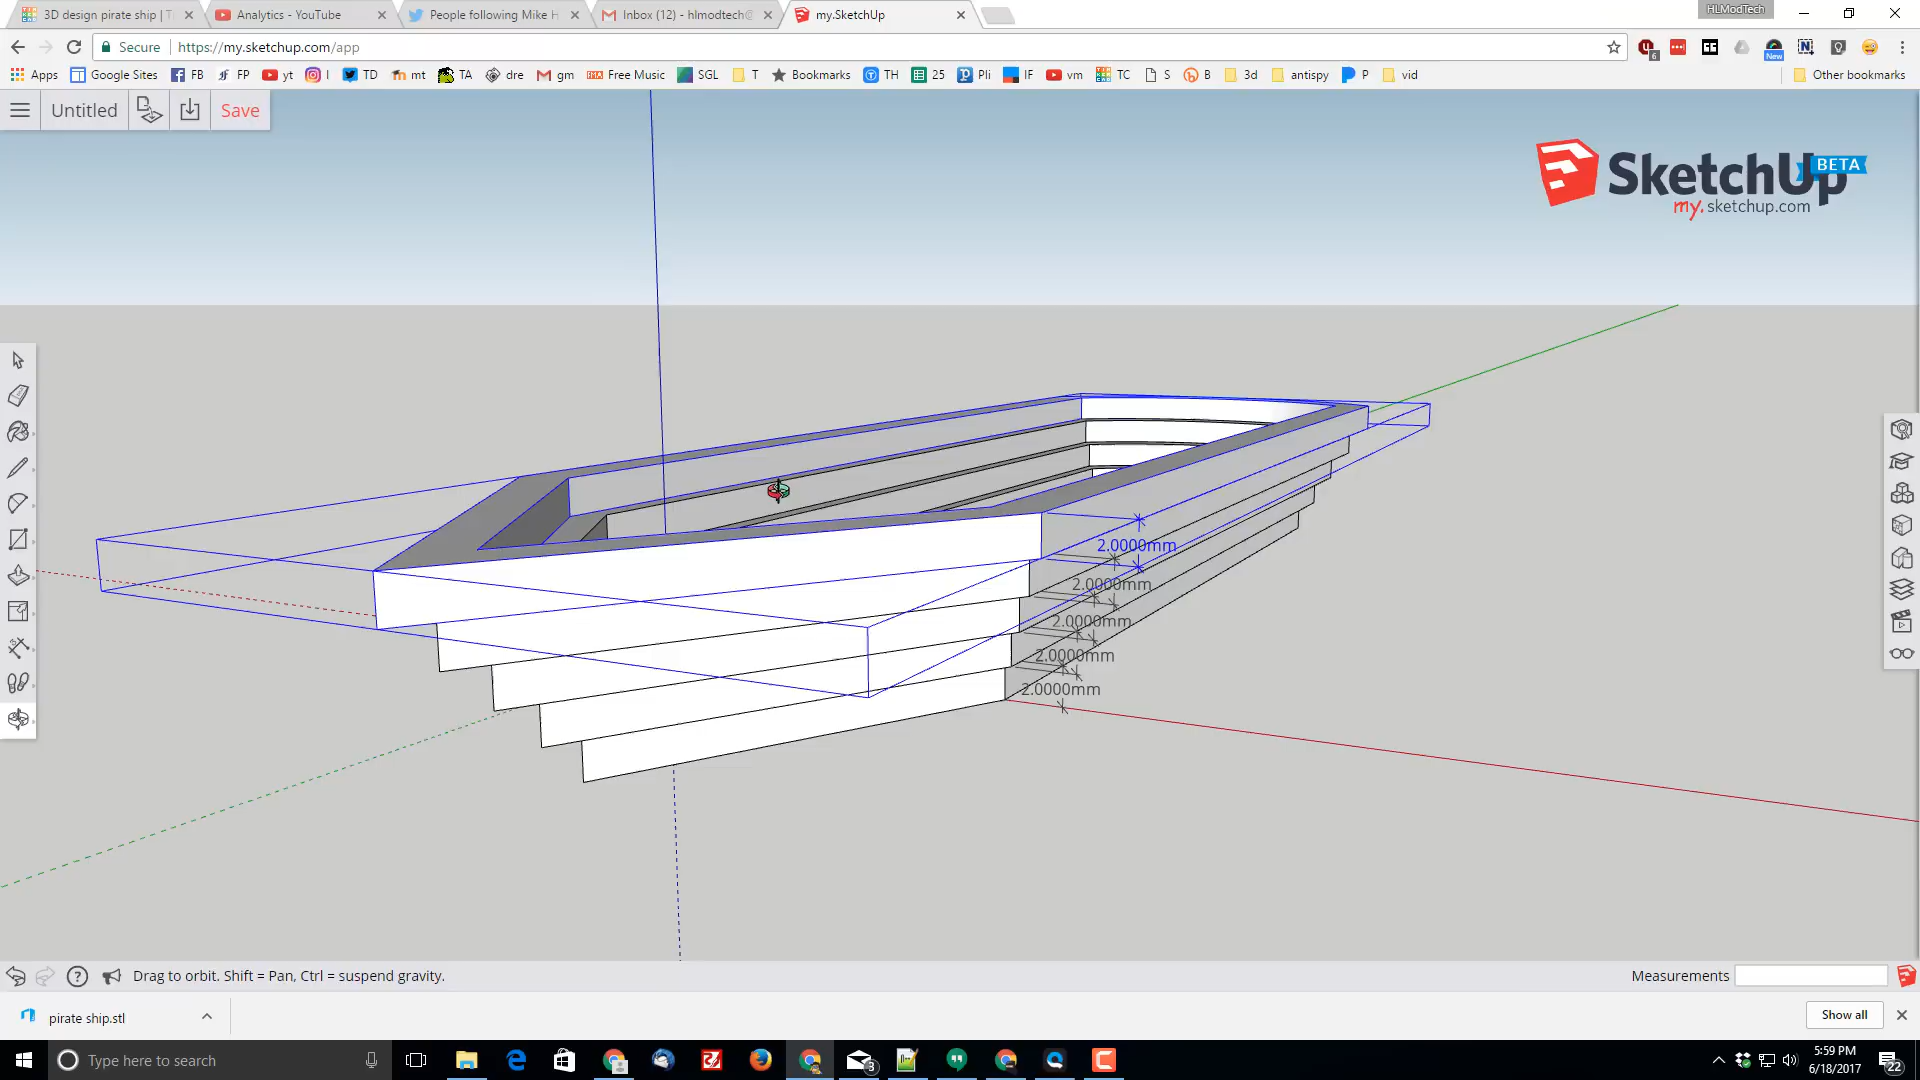 3D design pirate ship | T
Analytics - YouTube
People following Mike H
Inbox (12) - hlmodtech@
my.SketchUp
HLModTech
Secure
https://my.sketchup.com/app
Apps
Google Sites
FB
FP
yt
I
TD
mt
TA
dre
gm
Free Music
SGL
T
Bookmarks
TH
25
Pli
IF
vm
TC
S
B
3d
antispy
P
vid
Other bookmarks
6
New
Untitled
Save
SketchUp BETA
my. sketchup.com
2.0000mm
2.0000mm
2.0000mm
2.0000mm
2.0000mm
Drag to orbit. Shift = Pan, Ctrl = suspend gravity.
Measurements
pirate ship.stl
Show all
Type here to search
3
5:59 PM
6/18/2017
22